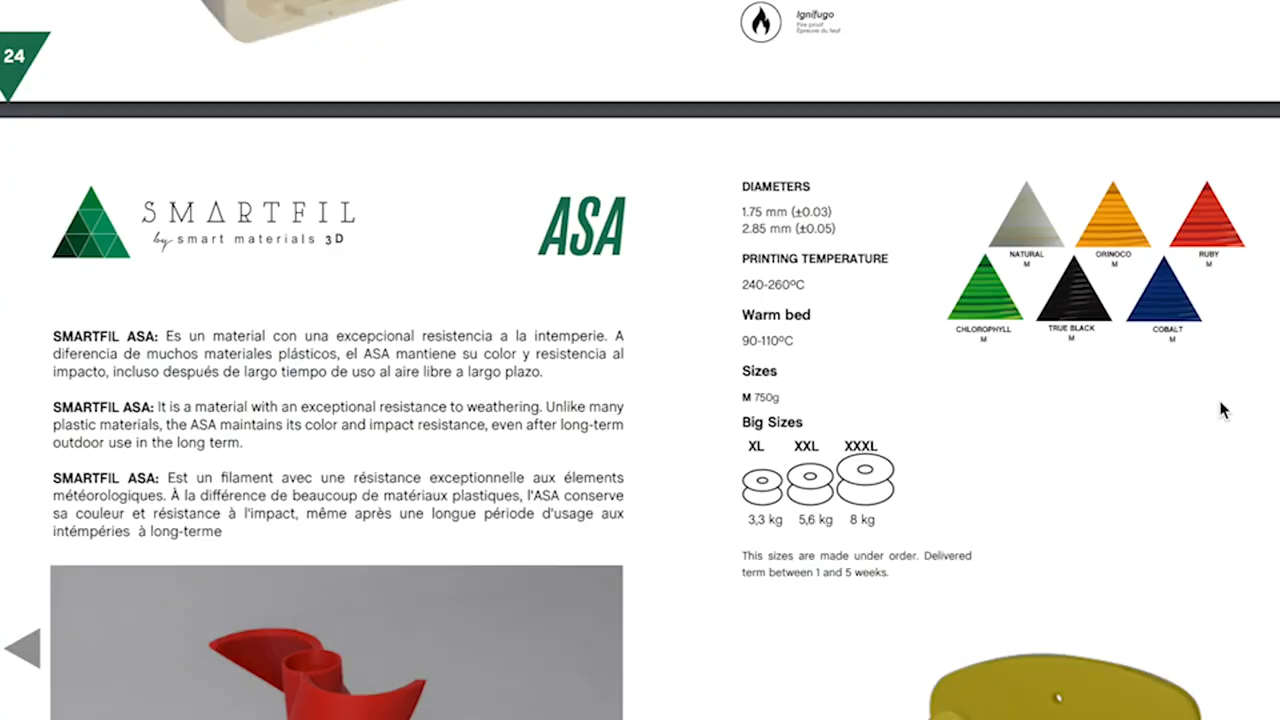 Ignífugo
Fire proof
Épreuve du feu
24
SMARTFIL
by smart materials 3D
ASA
SMARTFIL ASA: Es un material con una excepcional resistencia a la intemperie. A
diferencia de muchos materiales plásticos, el ASA mantiene su color y resistencia al
impacto, incluso después de largo tiempo de uso al aire libre a largo plazo.
SMARTFIL ASA: It is a material with an exceptional resistance to weathering. Unlike many
plastic materials, the ASA maintains its color and impact resistance, even after long-term
outdoor use in the long term.
SMARTFIL ASA: Est un filament avec une résistance exceptionnelle aux élements
météorologiques. À la différence de beaucoup de matériaux plastiques, l'ASA conserve
sa couleur et résistance à l'impact, même après une longue période d'usage aux
intémpéries à long-terme
DIAMETERS
1.75 mm (±0.03)
2.85 mm (±0.05)
PRINTING TEMPERATURE
240-260ºC
Warm bed
90-110ºC
Sizes
M 750g
Big Sizes
XL XXL XXXL
3,3 kg 5,6 kg 8 kg
This sizes are made under order. Delivered
term between 1 and 5 weeks.
NATURAL ORINOCO RUBY
M M M
CHLOROPHYLL TRUE BLACK COBALT
M M M